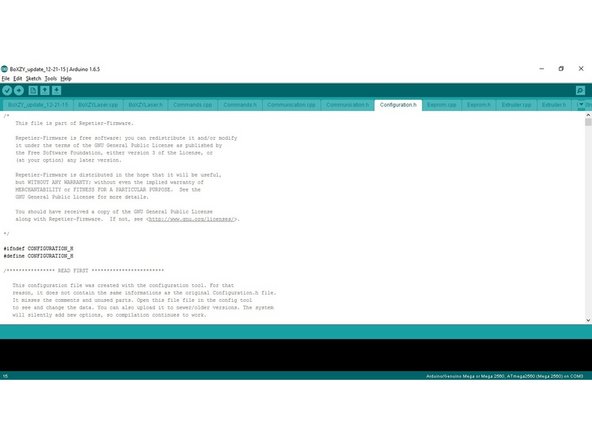 BoXZY_update_12-21-15 | Arduino 1.6.5
File Edit Sketch Tools Help
BoXZY_update_12-21-15 BoXZYLaser.cpp BoXZYLaser.h Commands.cpp Commands.h Communication.cpp Communication.h Configuration.h Eeprom.cpp Eeprom.h Extruder.cpp Extruder.h
/*
This file is part of Repetier-Firmware.
Repetier-Firmware is free software: you can redistribute it and/or modify
it under the terms of the GNU General Public License as published by
the Free Software Foundation, either version 3 of the License, or
(at your option) any later version.
Repetier-Firmware is distributed in the hope that it will be useful,
but WITHOUT ANY WARRANTY; without even the implied warranty of
MERCHANTABILITY or FITNESS FOR A PARTICULAR PURPOSE. See the
GNU General Public License for more details.
You should have received a copy of the GNU General Public License
along with Repetier-Firmware. If not, see <http://www.gnu.org/licenses/>.
*/
#ifndef CONFIGURATION_H
#define CONFIGURATION_H
/**************** READ FIRST ************************
This configuration file was created with the configuration tool. For that
reason, it does not contain the same informations as the original Configuration.h file.
It misses the comments and unused parts. Open this file file in the config tool
to see and change the data. You can also upload it to newer/older versions. The system
will silently add new options, so compilation continues to work.
15 Arduino/Genuino Mega or Mega 2560, ATmega2560 (Mega 2560) on COM3